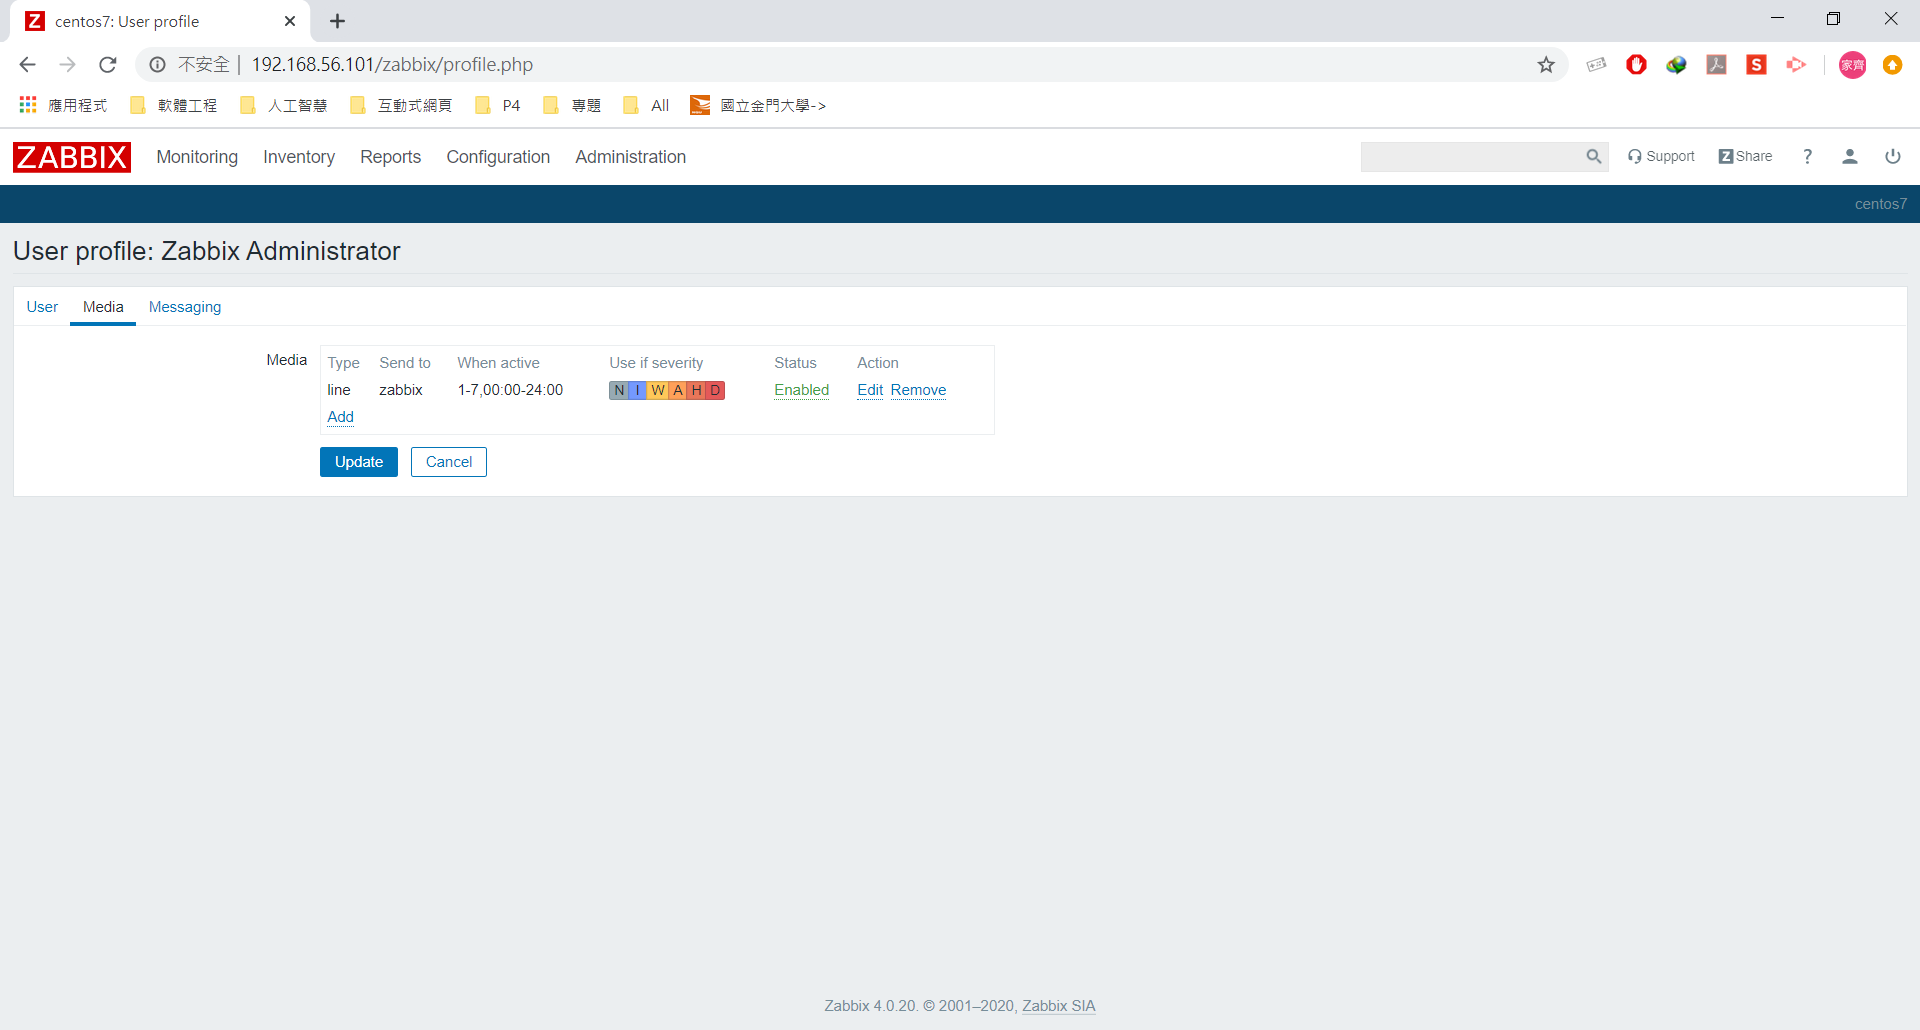 Z centos7: User profile
不安全 192.168.56.101/zabbix/profile.php
S 家齊
應用程式 軟體工程 人工智慧 互動式網頁 P4 專題 All 國立金門大學->
ZABBIX Monitoring Inventory Reports Configuration Administration Support Z Share ?
centos7
User profile: Zabbix Administrator
User Media Messaging
Media Type Send to When active Use if severity Status Action
line zabbix 1-7,00:00-24:00 N I W A H D Enabled Edit Remove
Add
Update Cancel
Zabbix 4.0.20. © 2001–2020, Zabbix SIA